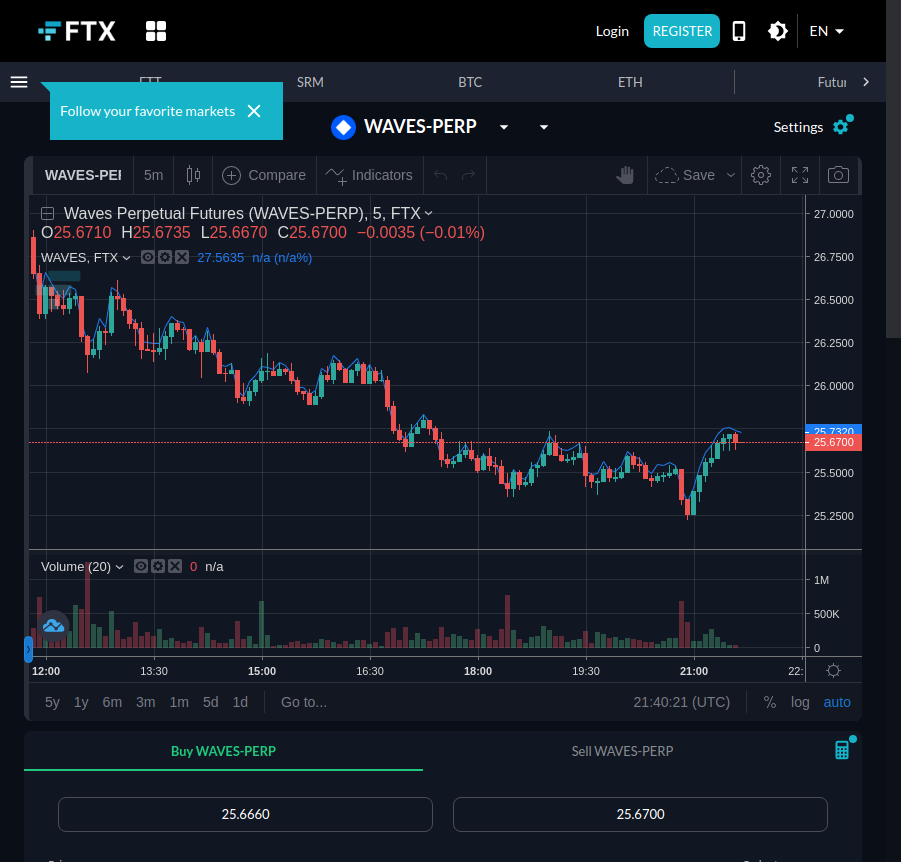 FTX
Login
REGISTER
EN
FTT
SRM
BTC
ETH
Follow your favorite markets
WAVES-PERP
Settings
WAVES-PEI
5m
Compare
Indicators
Save
Waves Perpetual Futures (WAVES-PERP), 5, FTX
O25.6710 H25.6735 L25.6670 C25.6700 −0.0035 (−0.01%)
WAVES, FTX 27.5635 n/a (n/a%)
27.0000
26.7500
26.5000
26.2500
26.0000
25.7320
25.6700
25.5000
25.2500
Volume (20) 0 n/a
1M
500K
0
12:00 13:30 15:00 16:30 18:00 19:30 21:00 22:
5y 1y 6m 3m 1m 5d 1d Go to... 21:40:21 (UTC) % log auto
Buy WAVES-PERP
Sell WAVES-PERP
25.6660
25.6700